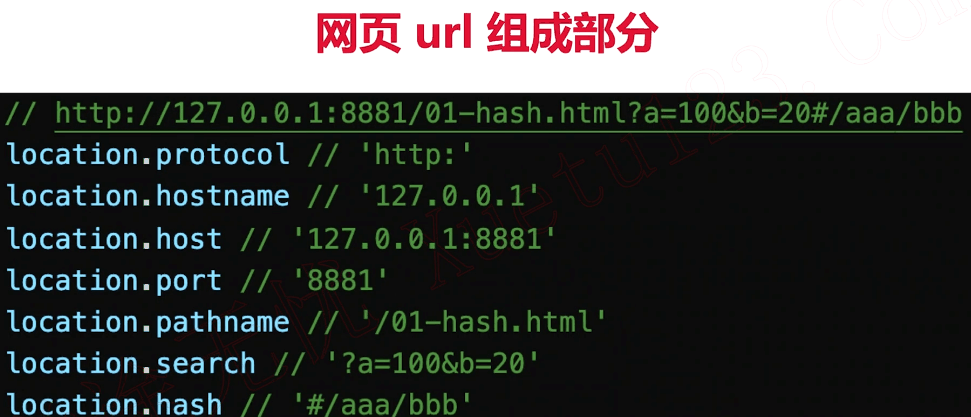 网页 url 组成部分
// http://127.0.0.1:8881/01-hash.html?a=100&b=20#/aaa/bbb
location.protocol // 'http:'
location.hostname // '127.0.0.1'
location.host // '127.0.0.1:8881'
location.port // '8881'
location.pathname // '/01-hash.html'
location.search // '?a=100&b=20'
location.hash // '#/aaa/bbb'